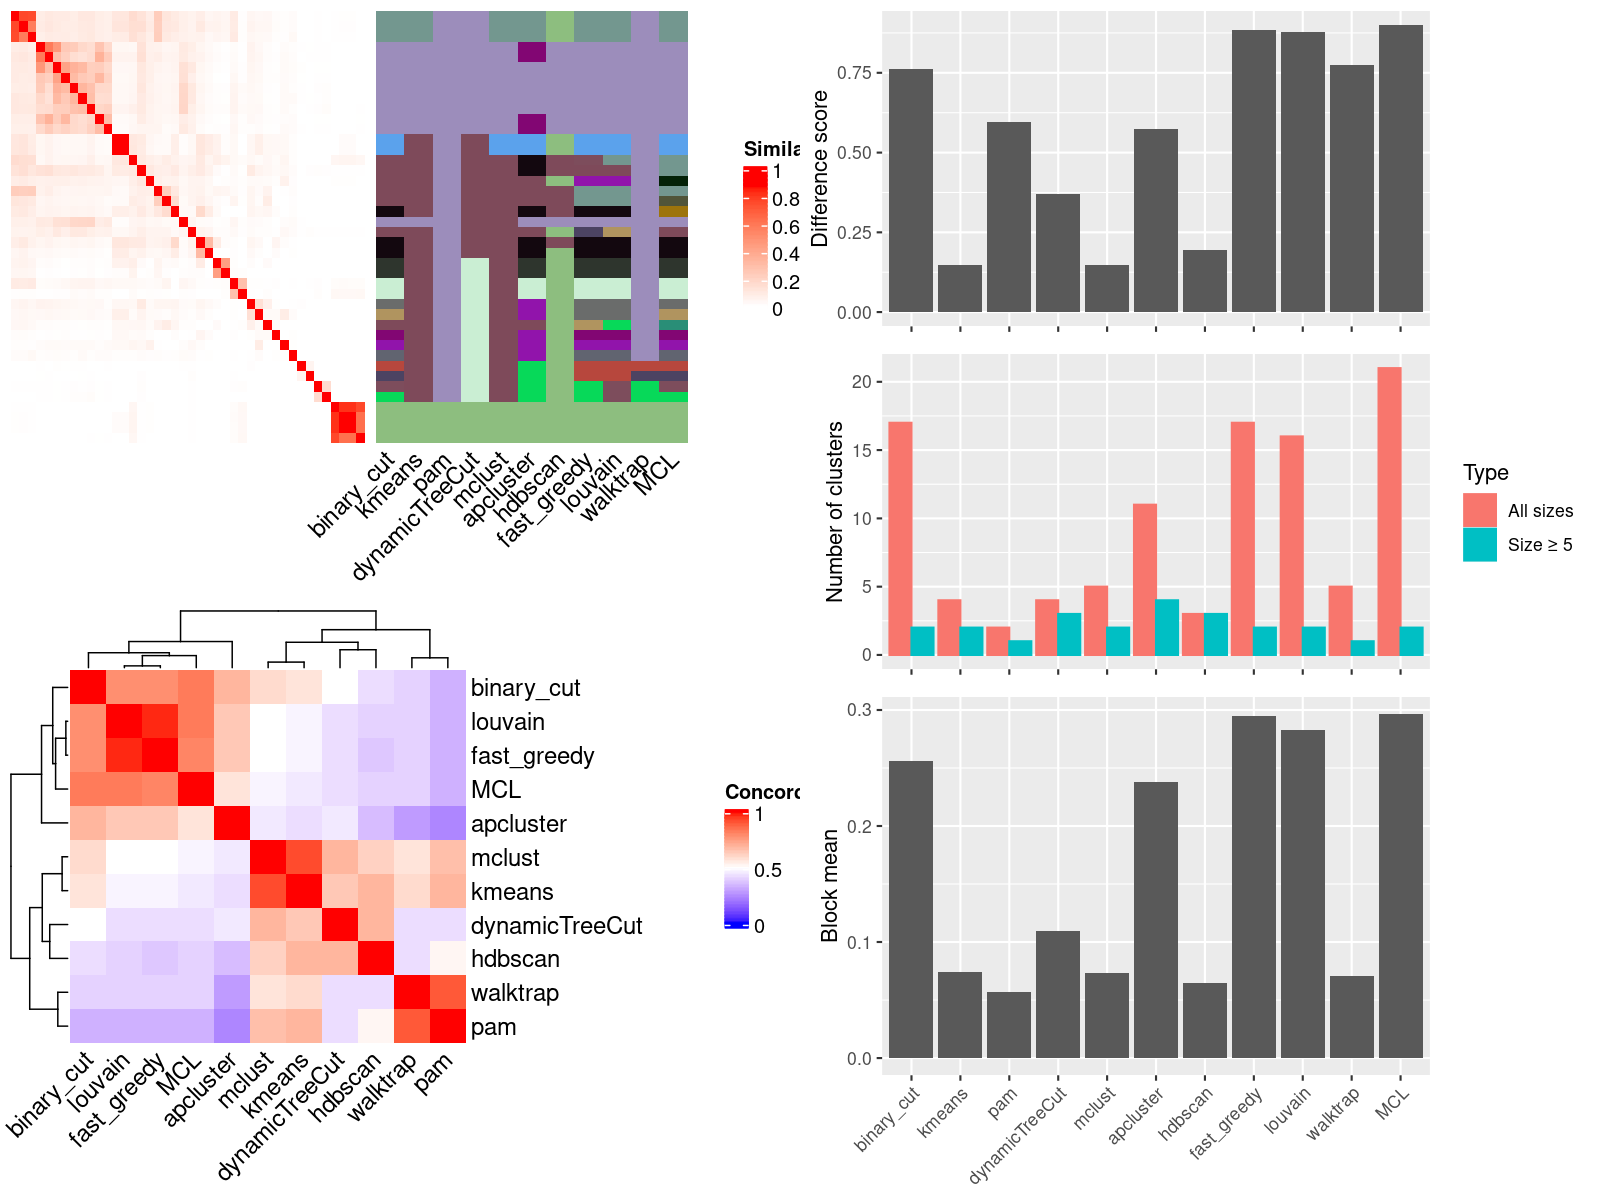 Simila
1
0.8
0.6
0.4
0.2
0
binary_cut
kmeans
pam
dynamicTreeCut
mclust
apcluster
hdbscan
fast_greedy
louvain
walktrap
MCL
Difference score
0.75
0.50
0.25
0.00
Number of clusters
20
15
10
5
0
Type
All sizes
Size ≥ 5
binary_cut
louvain
fast_greedy
MCL
apcluster
mclust
kmeans
dynamicTreeCut
hdbscan
walktrap
pam
binary_cut
louvain
fast_greedy
MCL
apcluster
mclust
kmeans
dynamicTreeCut
hdbscan
walktrap
pam
Concord
1
0.5
0
Block mean
0.3
0.2
0.1
0.0
binary_cut
kmeans
pam
dynamicTreeCut
mclust
apcluster
hdbscan
fast_greedy
louvain
walktrap
MCL